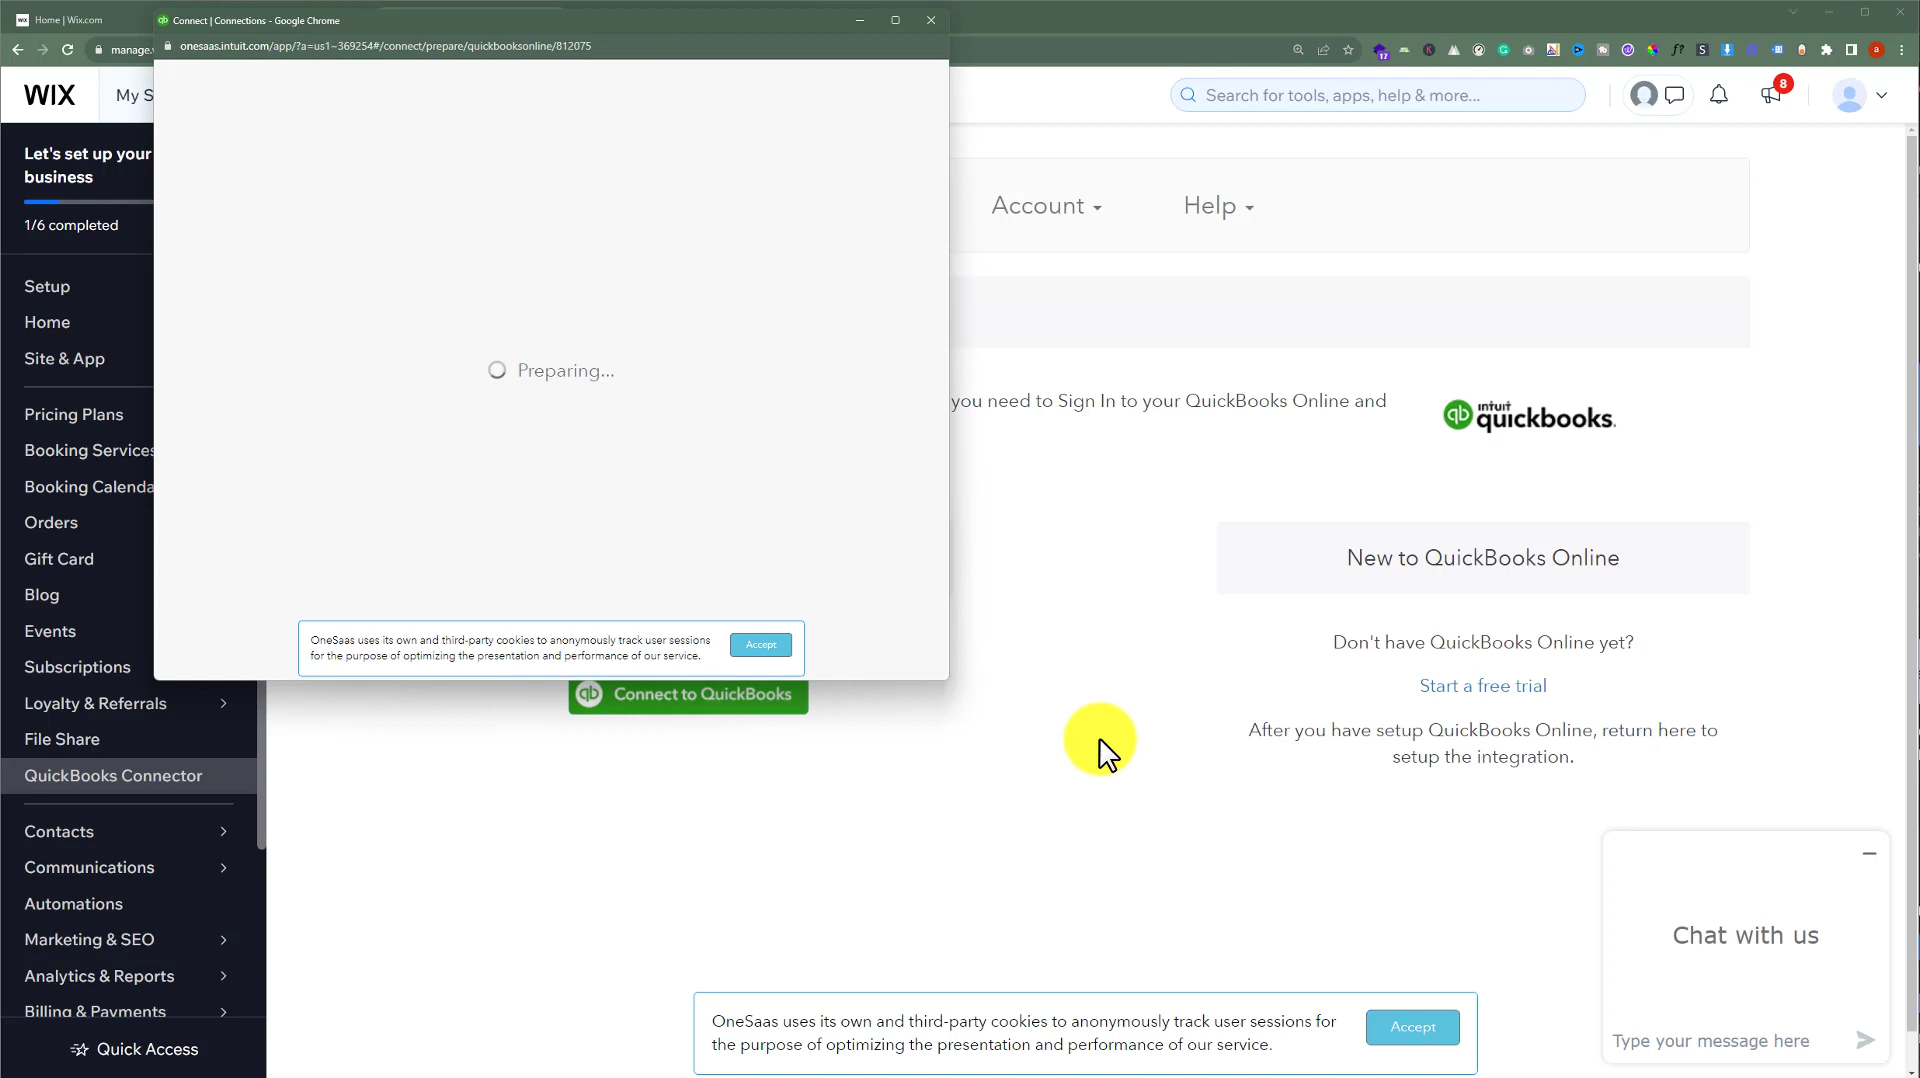 Home | Wix.com
Connect | Connections - Google Chrome
manage.
onesaas.intuit.com/app/?a=us1~369254#/connect/prepare/quickbooksonline/812075
17
WIX
My S
Search for tools, apps, help & more...
8
Let's set up your
business
1/6 completed
Setup
Home
Site & App
Pricing Plans
Booking Services
Booking Calenda
Orders
Gift Card
Blog
Events
Subscriptions
Loyalty & Referrals
File Share
QuickBooks Connector
Contacts
Communications
Automations
Marketing & SEO
Analytics & Reports
Billing & Payments
Quick Access
Preparing...
OneSaas uses its own and third-party cookies to anonymously track user sessions
for the purpose of optimizing the presentation and performance of our service.
Accept
Account
Help
you need to Sign In to your QuickBooks Online and
qb intuit quickbooks.
qb Connect to QuickBooks
New to QuickBooks Online
Don't have QuickBooks Online yet?
Start a free trial
After you have setup QuickBooks Online, return here to
setup the integration.
OneSaas uses its own and third-party cookies to anonymously track user sessions for
the purpose of optimizing the presentation and performance of our service.
Accept
Chat with us
Type your message here